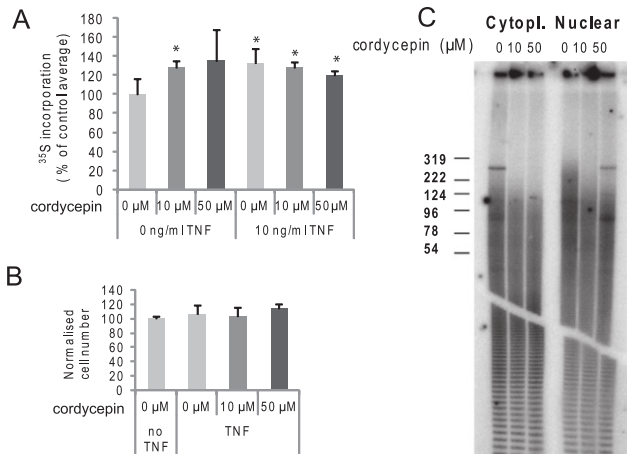 A
35S incorporation
( % of control average)
180
160
140
120
100
80
60
40
20
0
*
*
*
*
cordycepin
0 µM 10 µM 50 µM 0 µM 10 µM 50µM
0 ng/ml TNF 10 ng/ml TNF
B
Normalised
cell number
140
120
100
80
60
40
20
0
cordycepin
0 µM 0 µM 10 µM 50 µM
no
TNF
TNF
C
Cytopl. Nuclear
cordycepin (µM)
0 10 50 0 10 50
319
222
124
96
78
54